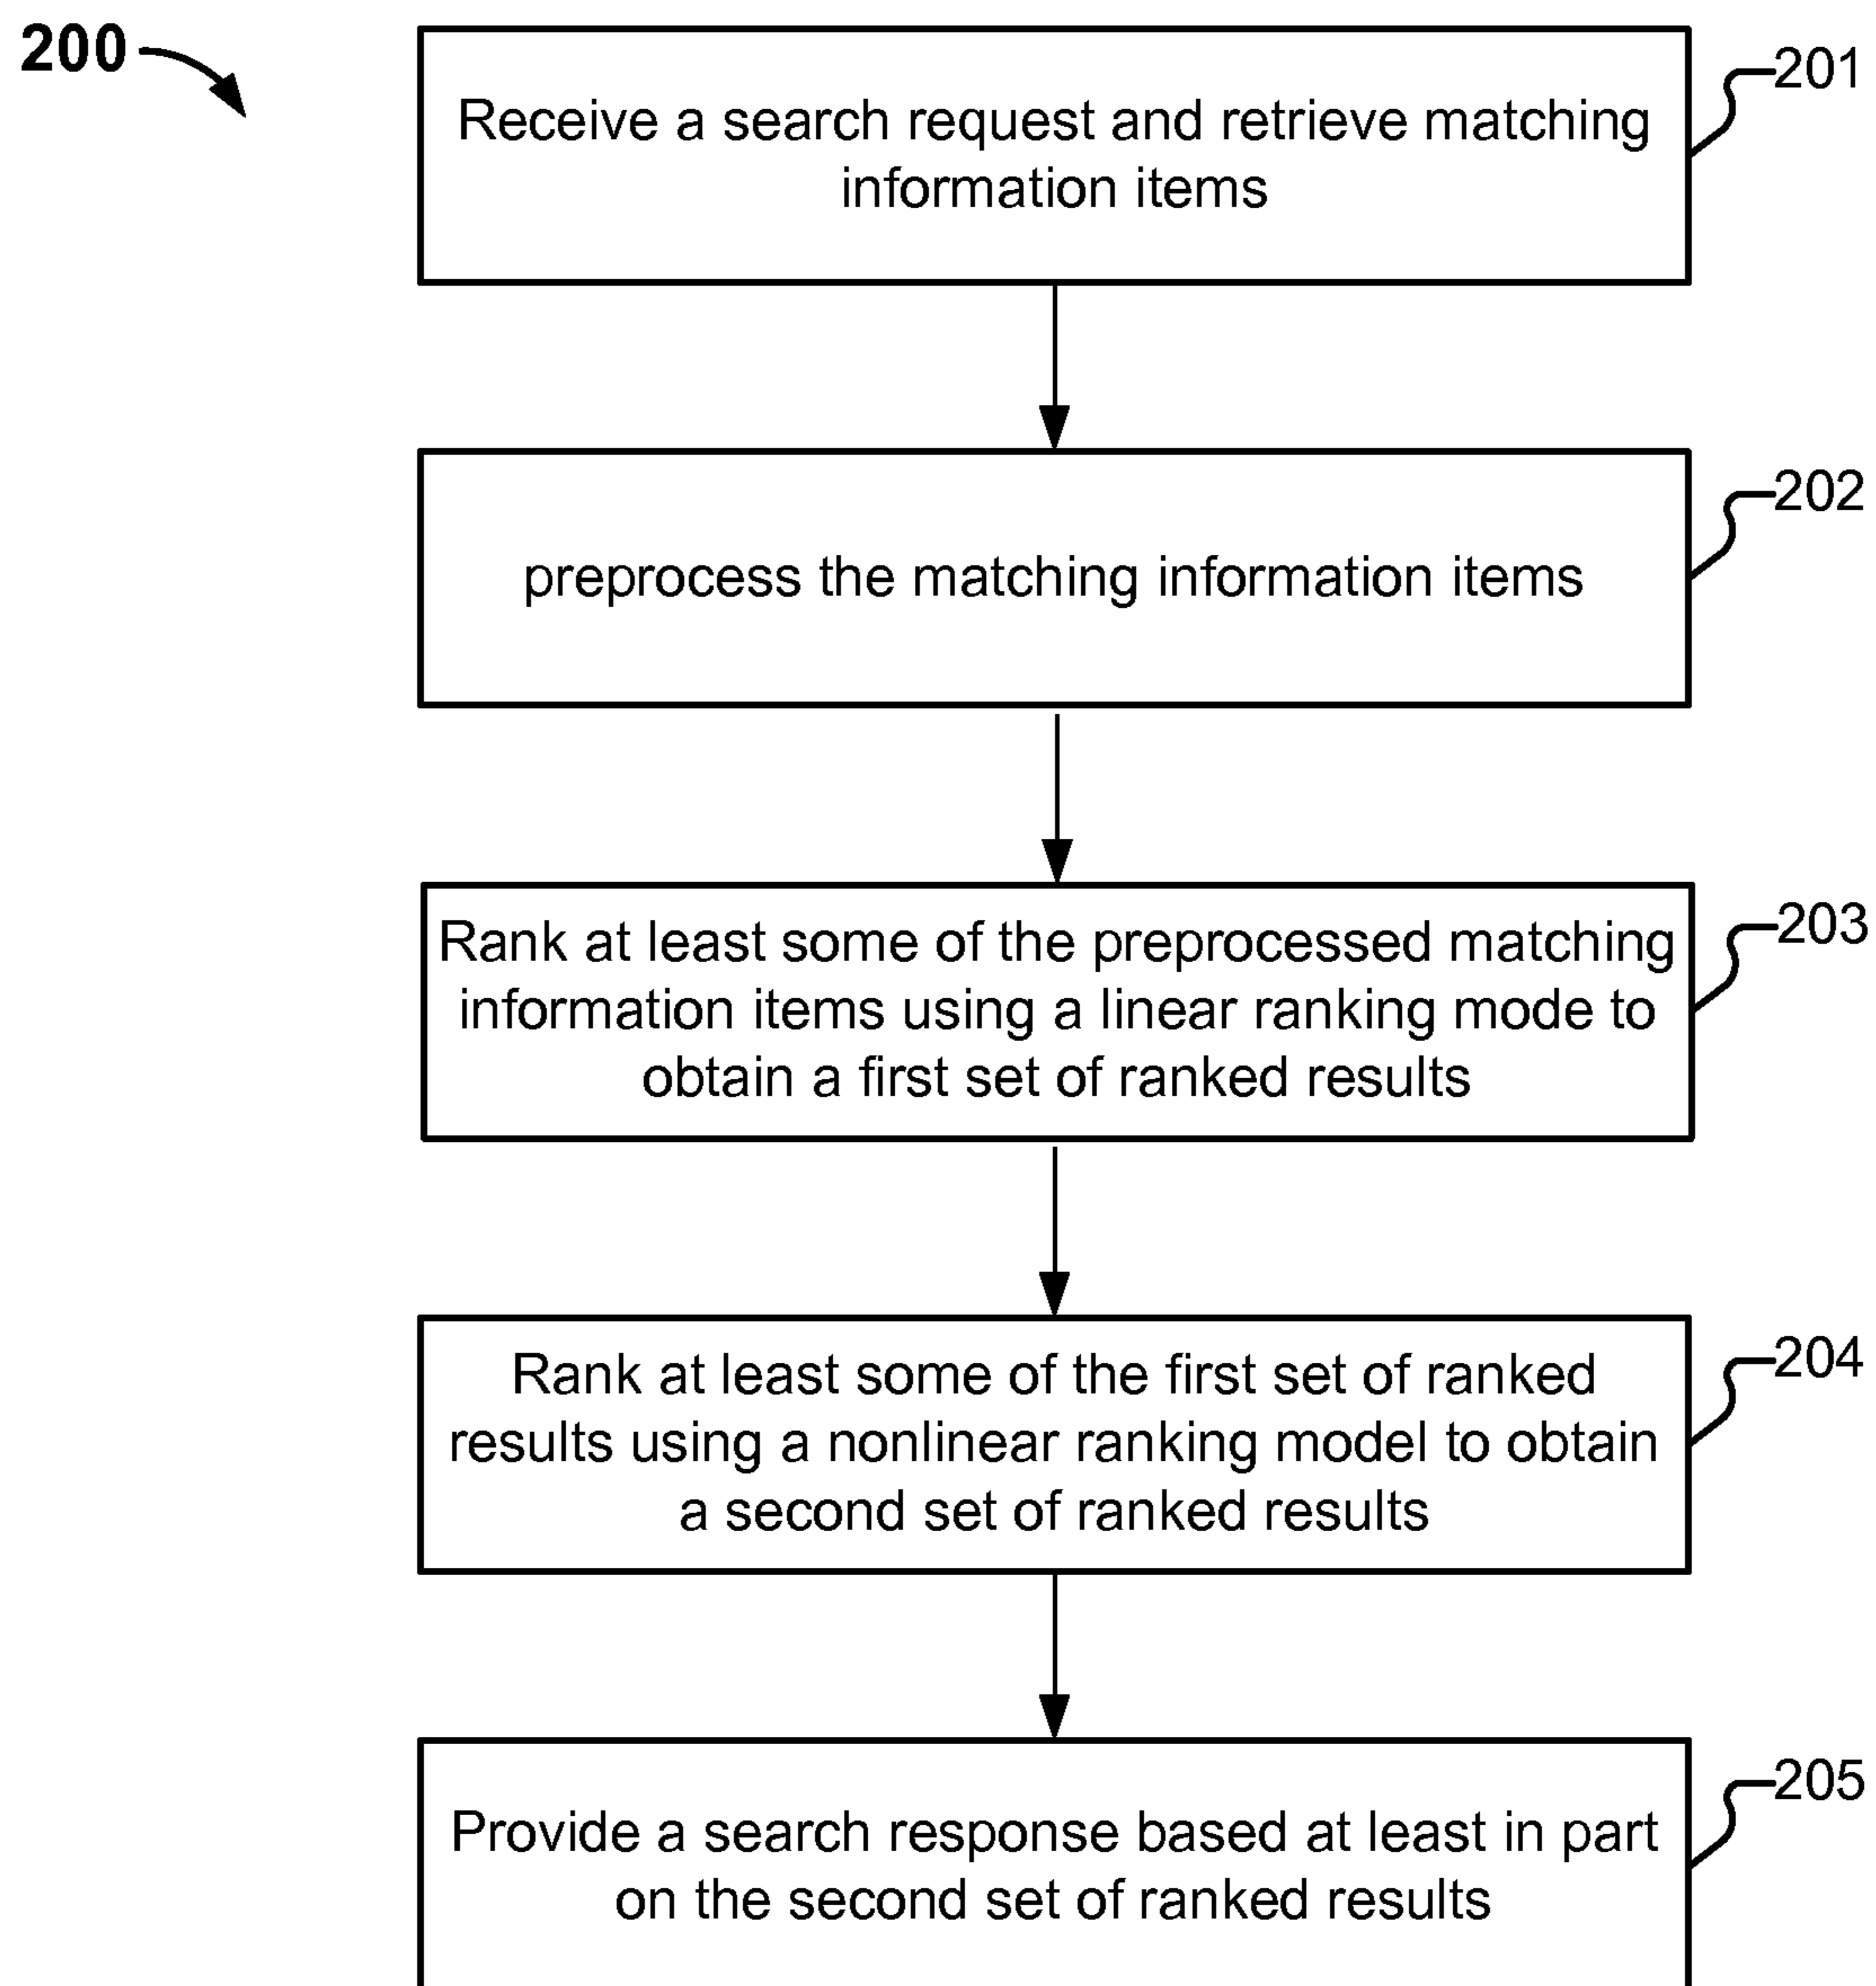 200
Receive a search request and retrieve matching
information items
201
preprocess the matching information items
202
Rank at least some of the preprocessed matching
information items using a linear ranking mode to
obtain a first set of ranked results
203
Rank at least some of the first set of ranked
results using a nonlinear ranking model to obtain
a second set of ranked results
204
Provide a search response based at least in part
on the second set of ranked results
205